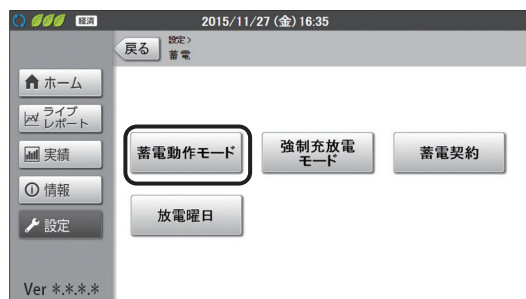 経済
2015/11/27 (金) 16:35
戻る
設定>
蓄電
ホーム
ライブ
レポート
実績
情報
設定
Ver *.*.*.*
蓄電動作モード
強制充放電
モード
蓄電契約
放電曜日